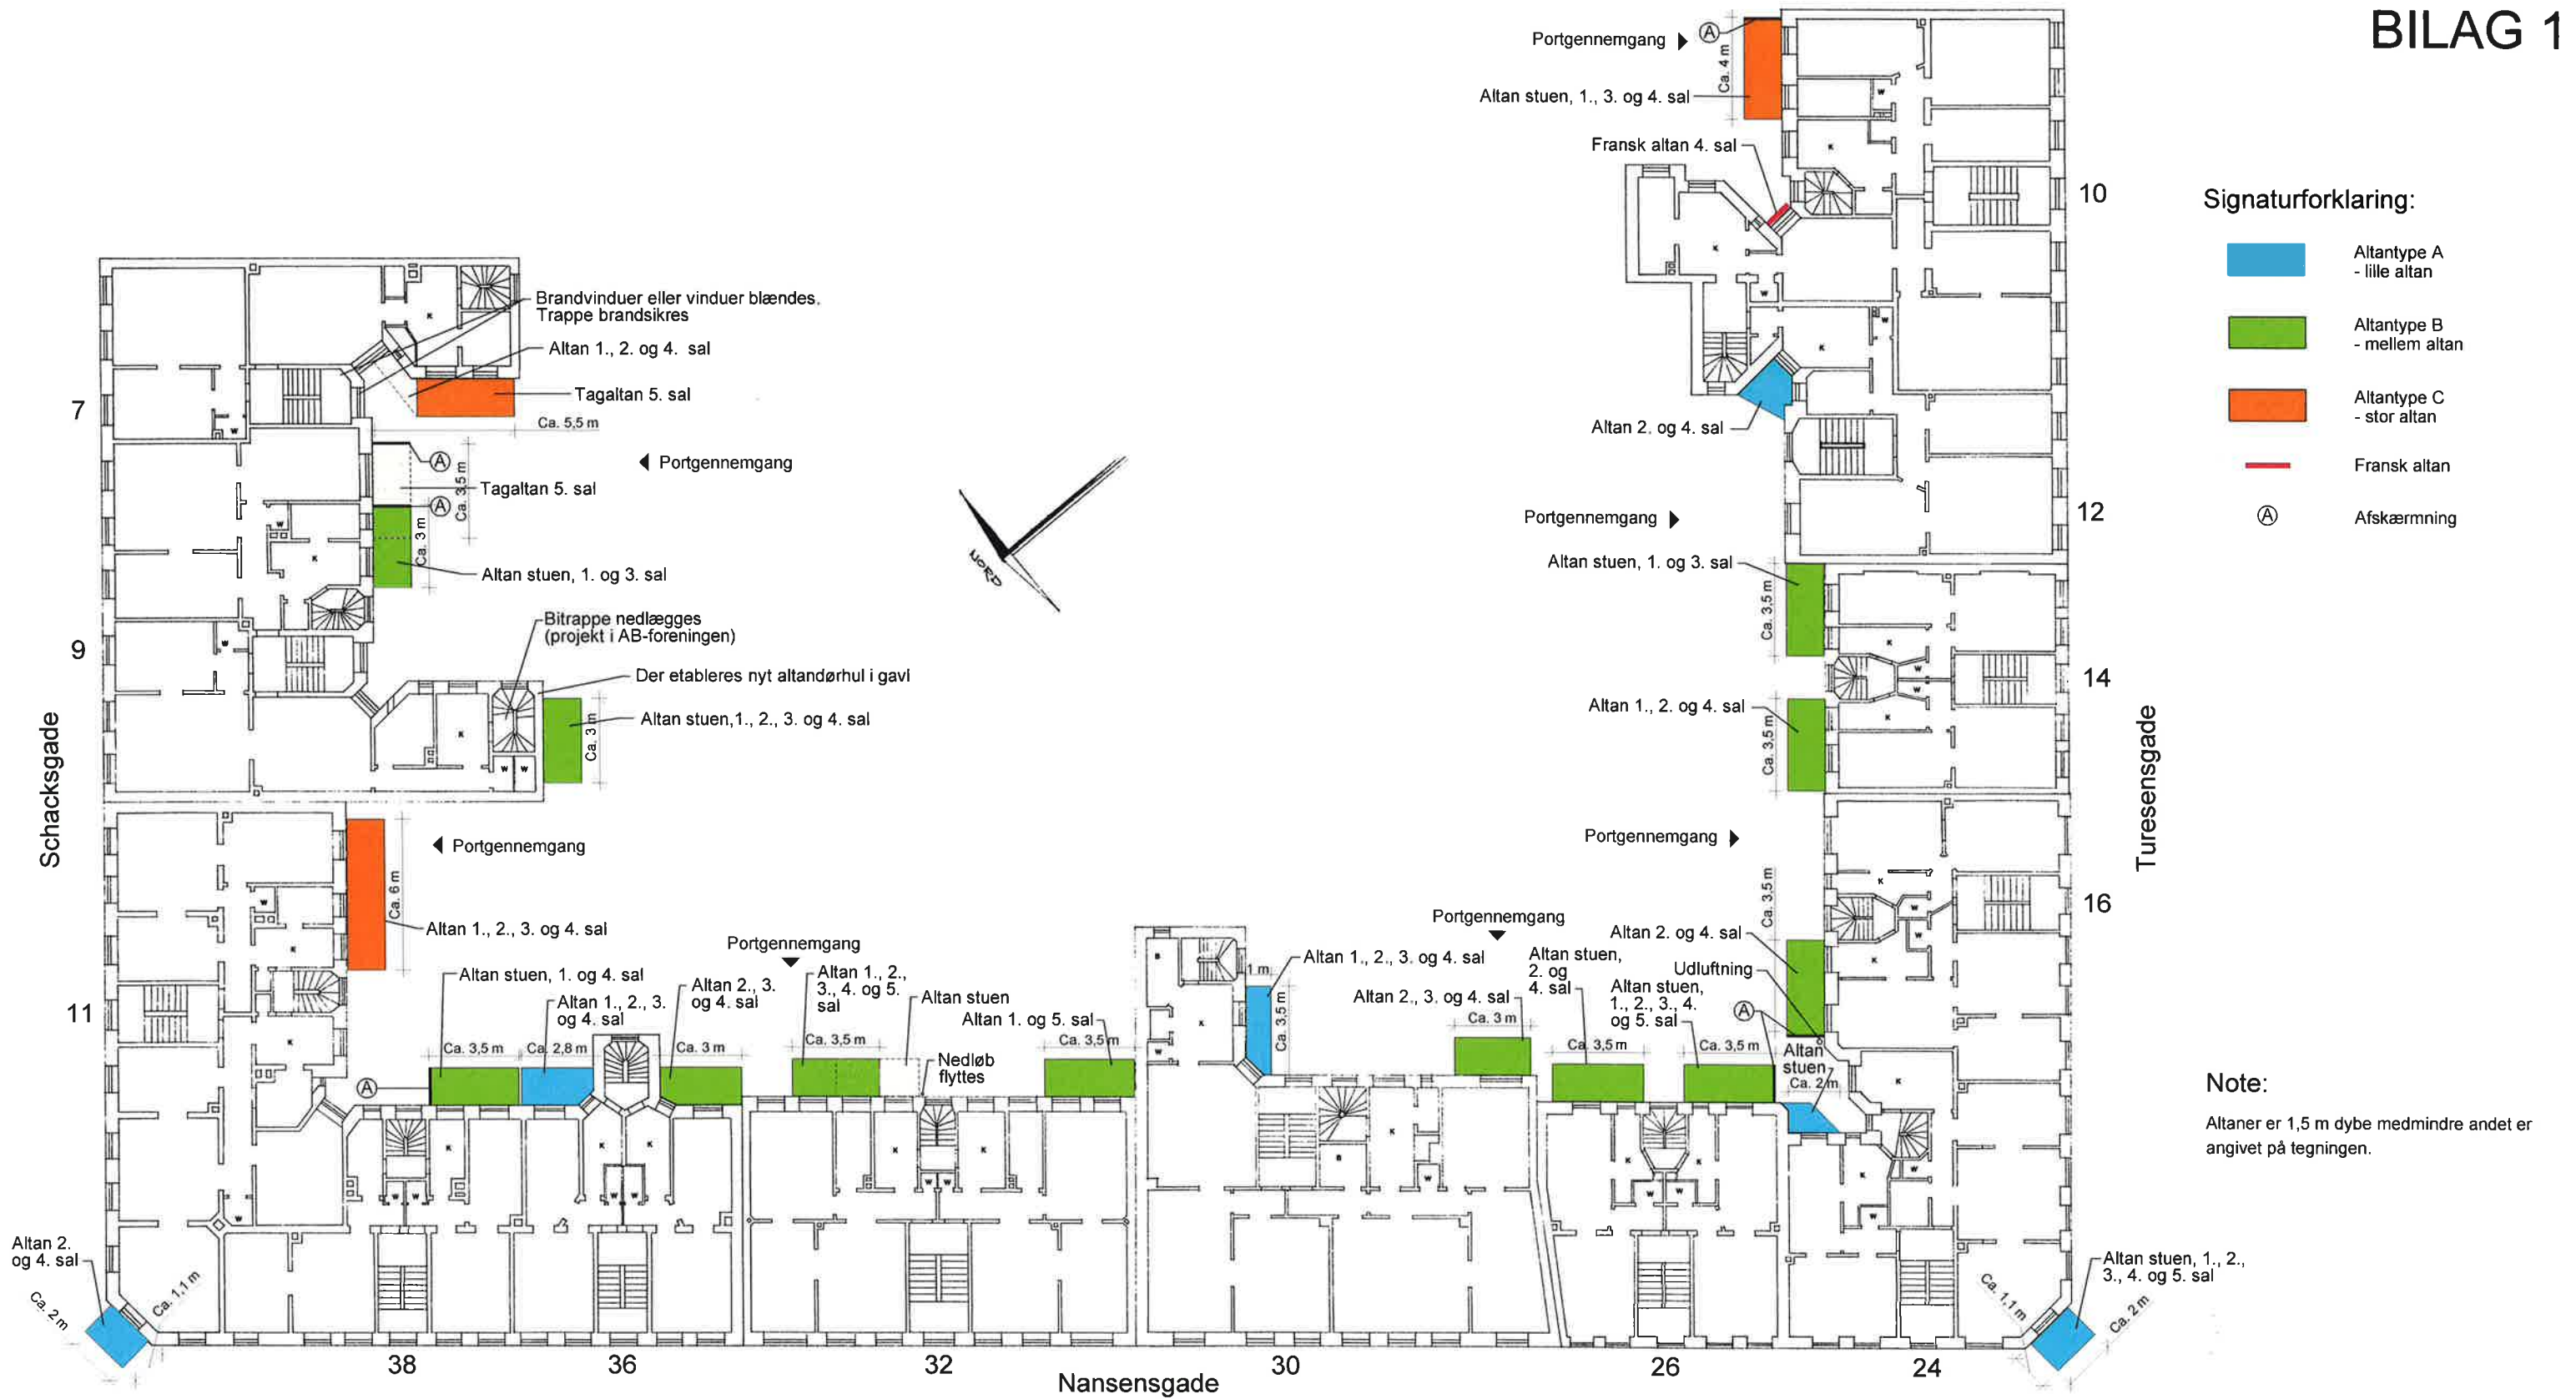 BILAG 1
Portgennemgang
A
Ca. 4 m
Altan stuen, 1., 3. og 4. sal
Fransk altan 4. sal
W
K
K
W
W
K
10
Altan 2. og 4. sal
Portgennemgang
12
Altan stuen, 1. og 3. sal
Ca. 3,5 m
K
W
W
K
14
Altan 1., 2. og 4. sal
Ca. 3,5 m
Turesensgade
Portgennemgang
Ca. 3,5 m
K
W
W
K
16
Altan 2. og 4. sal
Udluftning
A
Altan
stuen
Ca. 2 m
K
K
W
W
Signaturforklaring:
Altantype A
- lille altan
Altantype B
- mellem altan
Altantype C
- stor altan
Fransk altan
A
Afskærmning
Note:
Altaner er 1,5 m dybe medmindre andet er
angivet på tegningen.
Brandvinduer eller vinduer blændes.
Trappe brandsikres
Altan 1., 2. og 4. sal
Tagaltan 5. sal
Ca. 5,5 m
K
W
7
Portgennemgang
A
Ca. 3,5 m
Tagaltan 5. sal
A
Ca. 3 m
Altan stuen, 1. og 3. sal
W
K
NORD
Bitrappe nedlægges
(projekt i AB-foreningen)
9
W
Der etableres nyt altandørhul i gavl
Altan stuen,1., 2., 3. og 4. sal
Ca. 3 m
K
W
W
Schacksgade
Portgennemgang
Ca. 6 m
W
K
K
W
Altan 1., 2., 3. og 4. sal
11
Altan stuen, 1. og 4. sal
Altan 1., 2., 3.
og 4. sal
Altan 2., 3.
og 4. sal
Portgennemgang
Altan 1., 2.,
3., 4. og 5.
sal
Altan stuen
Altan 1. og 5. sal
Ca. 3,5 m
Ca. 2,8 m
Ca. 3 m
Ca. 3,5 m
Ca. 3,5 m
Nedløb
flyttes
A
K
K
K
K
K
W
W
W
W
W
W
1 m
Altan 1., 2., 3. og 4. sal
Ca. 3,5 m
B
K
W
B
K
W
Portgennemgang
Altan 2., 3. og 4. sal
Ca. 3 m
Altan stuen,
2. og
4. sal
Ca. 3,5 m
Altan stuen,
1., 2., 3., 4.
og 5. sal
Ca. 3,5 m
K
K
W
W
Altan 2.
og 4. sal
Ca. 2 m
Ca. 1,1 m
Altan stuen, 1., 2.,
3., 4. og 5. sal
Ca. 1,1 m
Ca. 2 m
38
36
32
30
26
24
Nansensgade